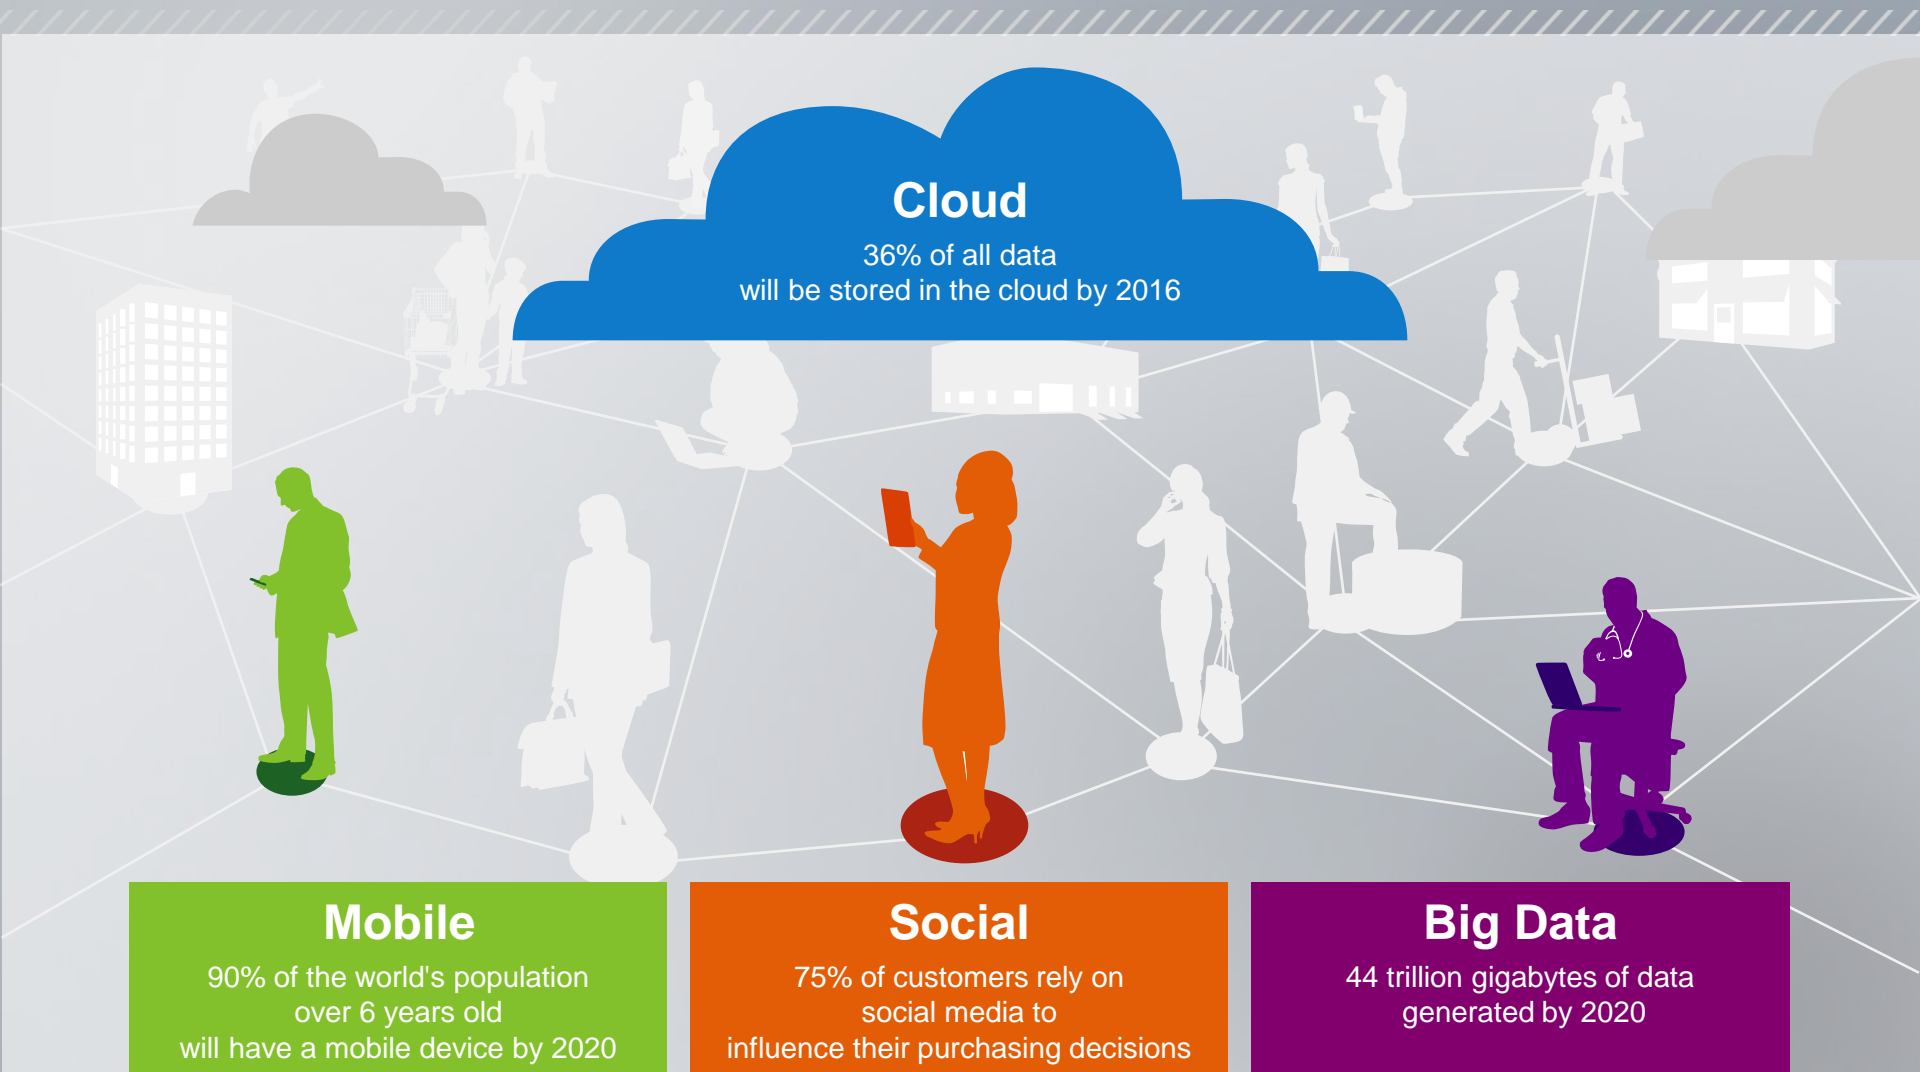 Cloud
36% of all data
will be stored in the cloud by 2016
Mobile
90% of the world's population
over 6 years old
will have a mobile device by 2020
Social
75% of customers rely on
social media to
influence their purchasing decisions
Big Data
44 trillion gigabytes of data
generated by 2020